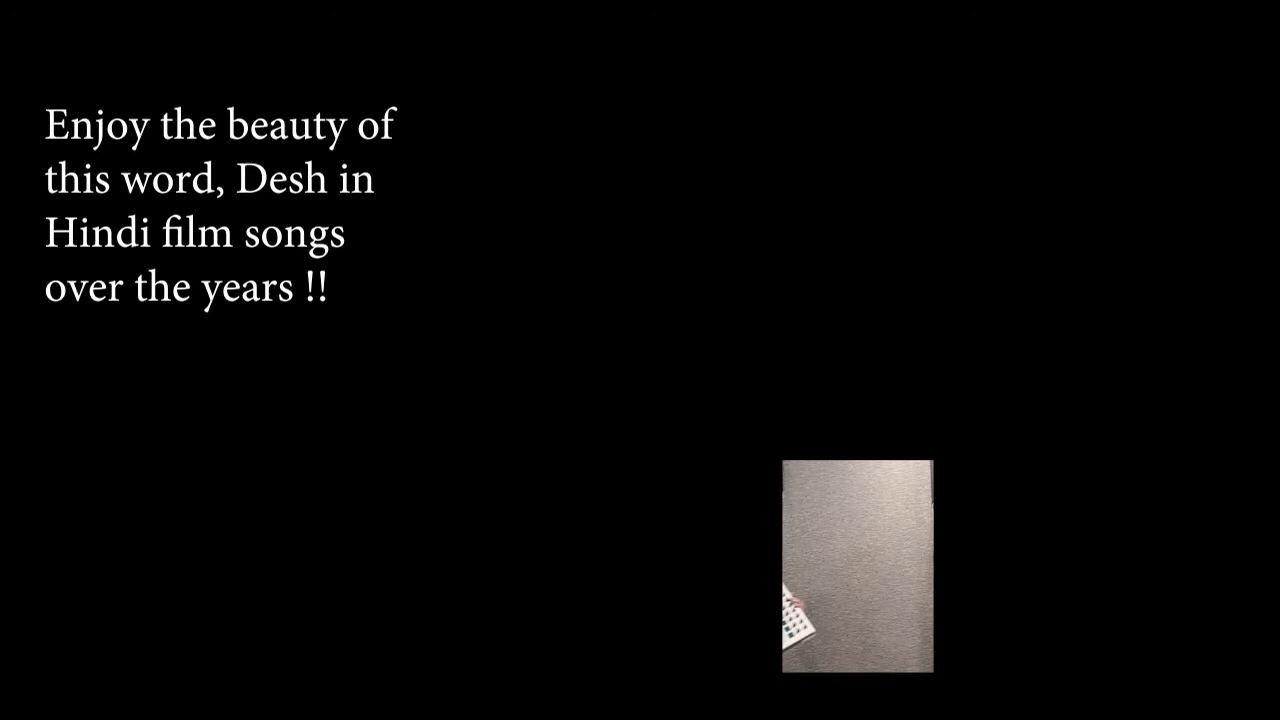 Enjoy the beauty of
this word, Desh in
Hindi film songs
over the years !!